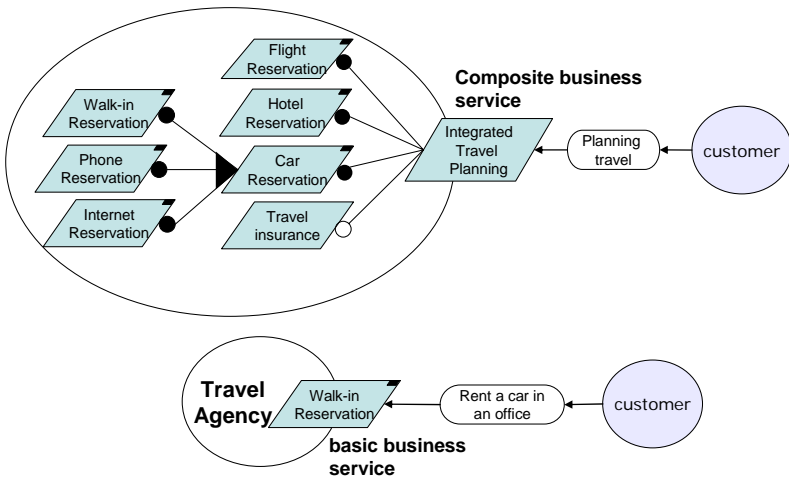 Flight
Reservation
Walk-in
Reservation
Hotel
Reservation
Phone
Reservation
Car
Reservation
Internet
Reservation
Travel
insurance
Composite business
service
Integrated
Travel
Planning
Planning
travel
customer
Travel
Agency
Walk-in
Reservation
basic business
service
Rent a car in
an office
customer